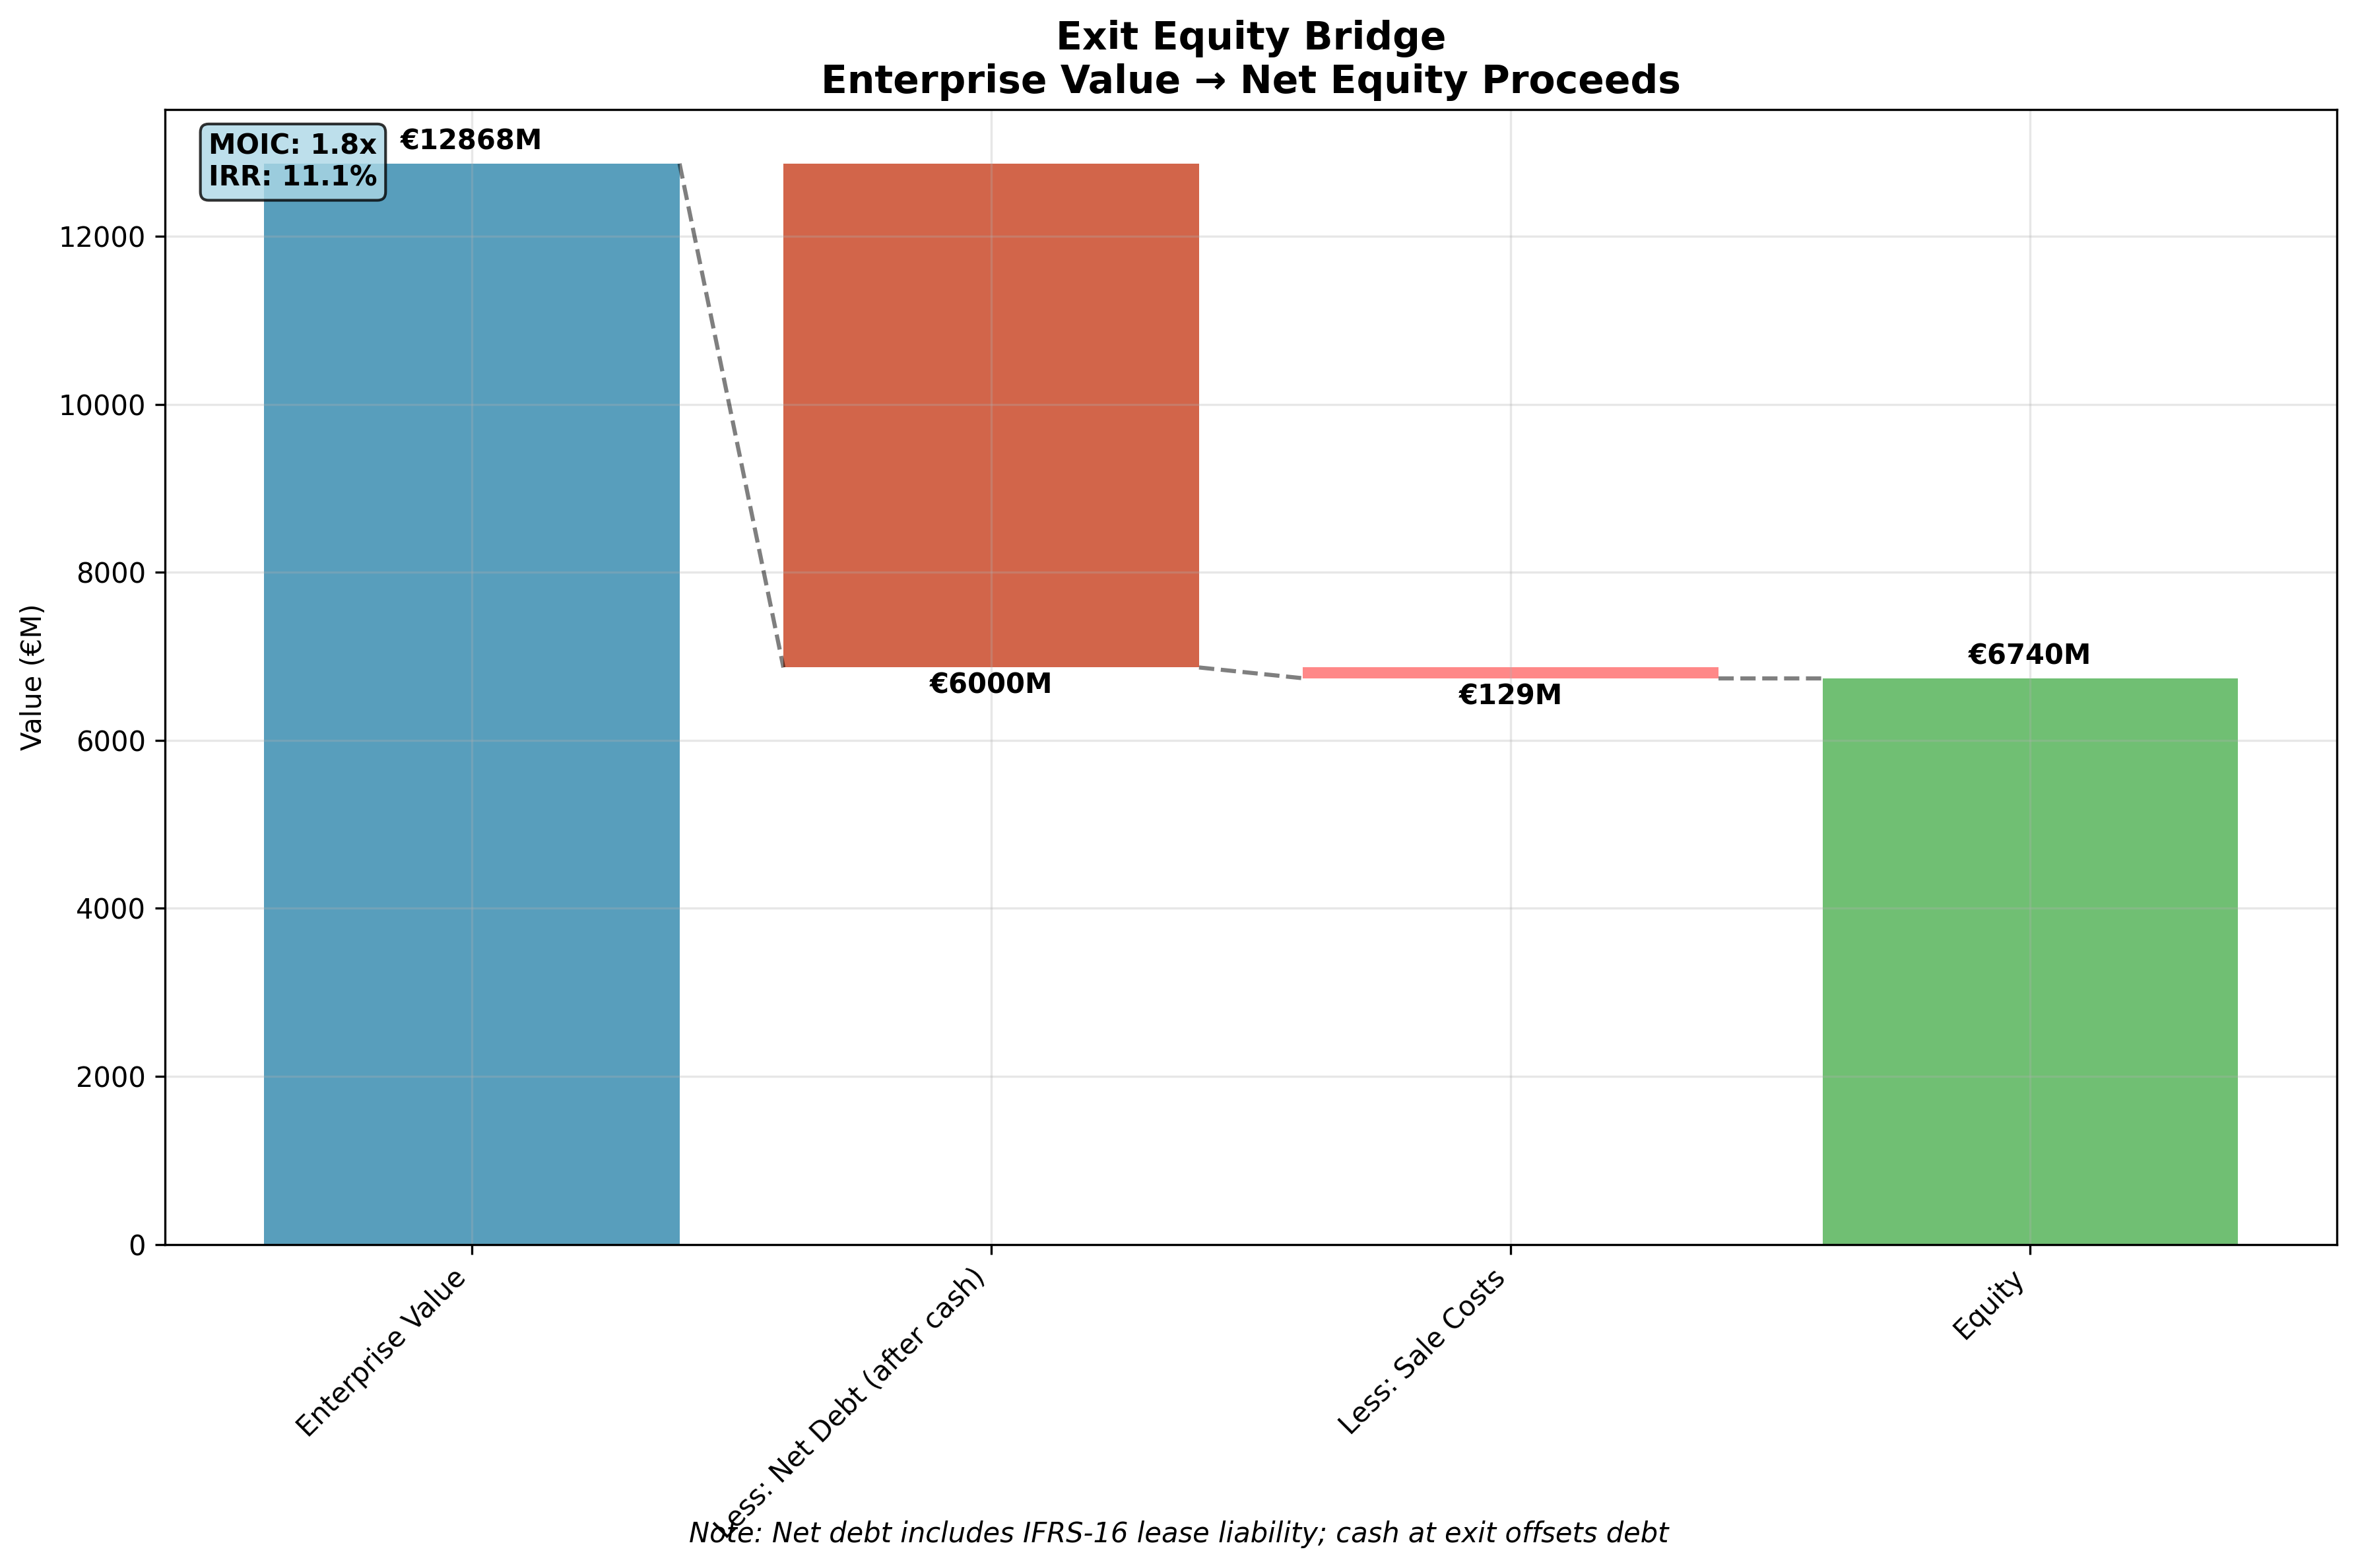 Exit Equity Bridge
Enterprise Value → Net Equity Proceeds
MOIC: 1.8x
IRR: 11.1%
€12868M
€6000M
€129M
€6740M
Value (€M)
12000
10000
8000
6000
4000
2000
0
Enterprise Value
Less: Net Debt (after cash)
Less: Sale Costs
Equity
Note: Net debt includes IFRS-16 lease liability; cash at exit offsets debt